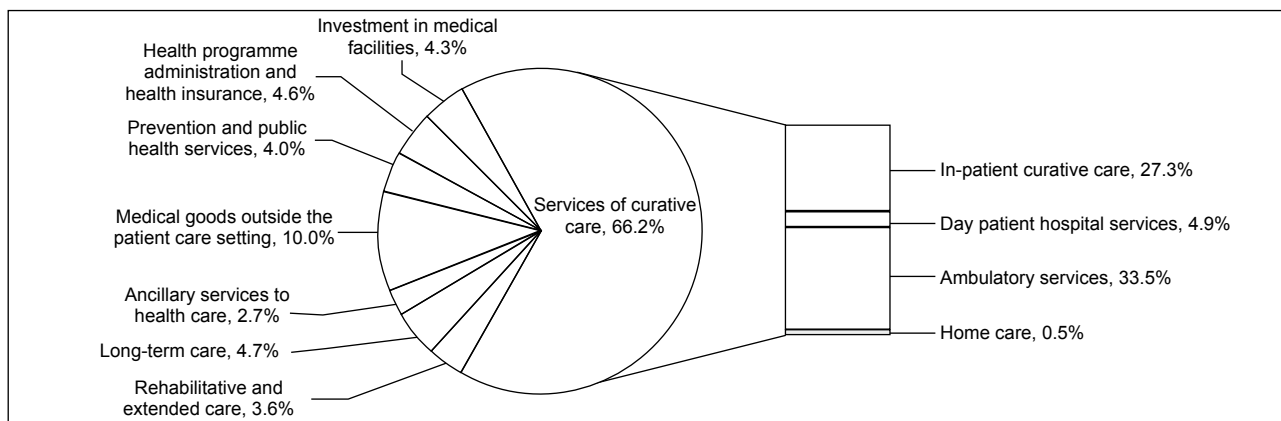 Investment in medical
facilities, 4.3%
Health programme
administration and
health insurance, 4.6%
Prevention and public
health services, 4.0%
Medical goods outside the
patient care setting, 10.0%
Ancillary services to
health care, 2.7%
Long-term care, 4.7%
Rehabilitative and
extended care, 3.6%
Services of curative
care, 66.2%
In-patient curative care, 27.3%
Day patient hospital services, 4.9%
Ambulatory services, 33.5%
Home care, 0.5%